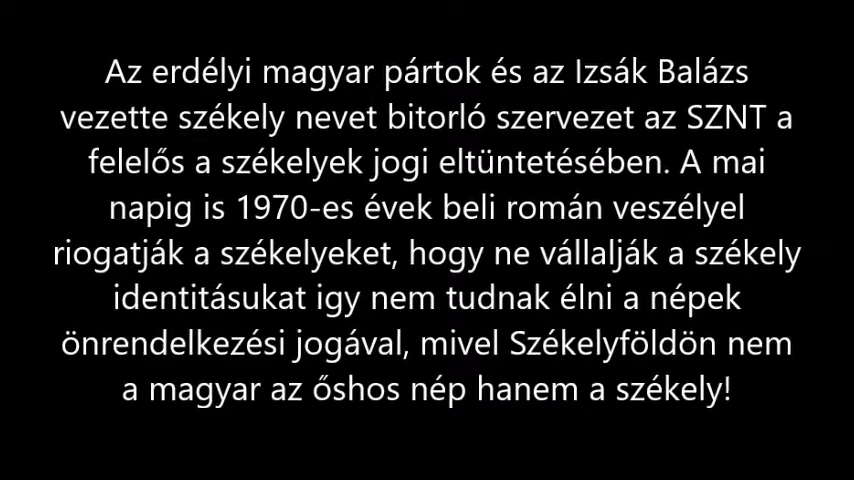 Az erdélyi magyar pártok és az Izsák Balázs
vezette székely nevet bitorló szervezet az SZNT a
felelős a székelyek jogi eltüntetésében. A mai
napig is 1970-es évek beli román veszélyel
riogatják a székelyeket, hogy ne vállalják a székely
identitásukat igy nem tudnak élni a népek
önrendelkezési jogával, mivel Székelyföldön nem
a magyar az őshos nép hanem a székely!